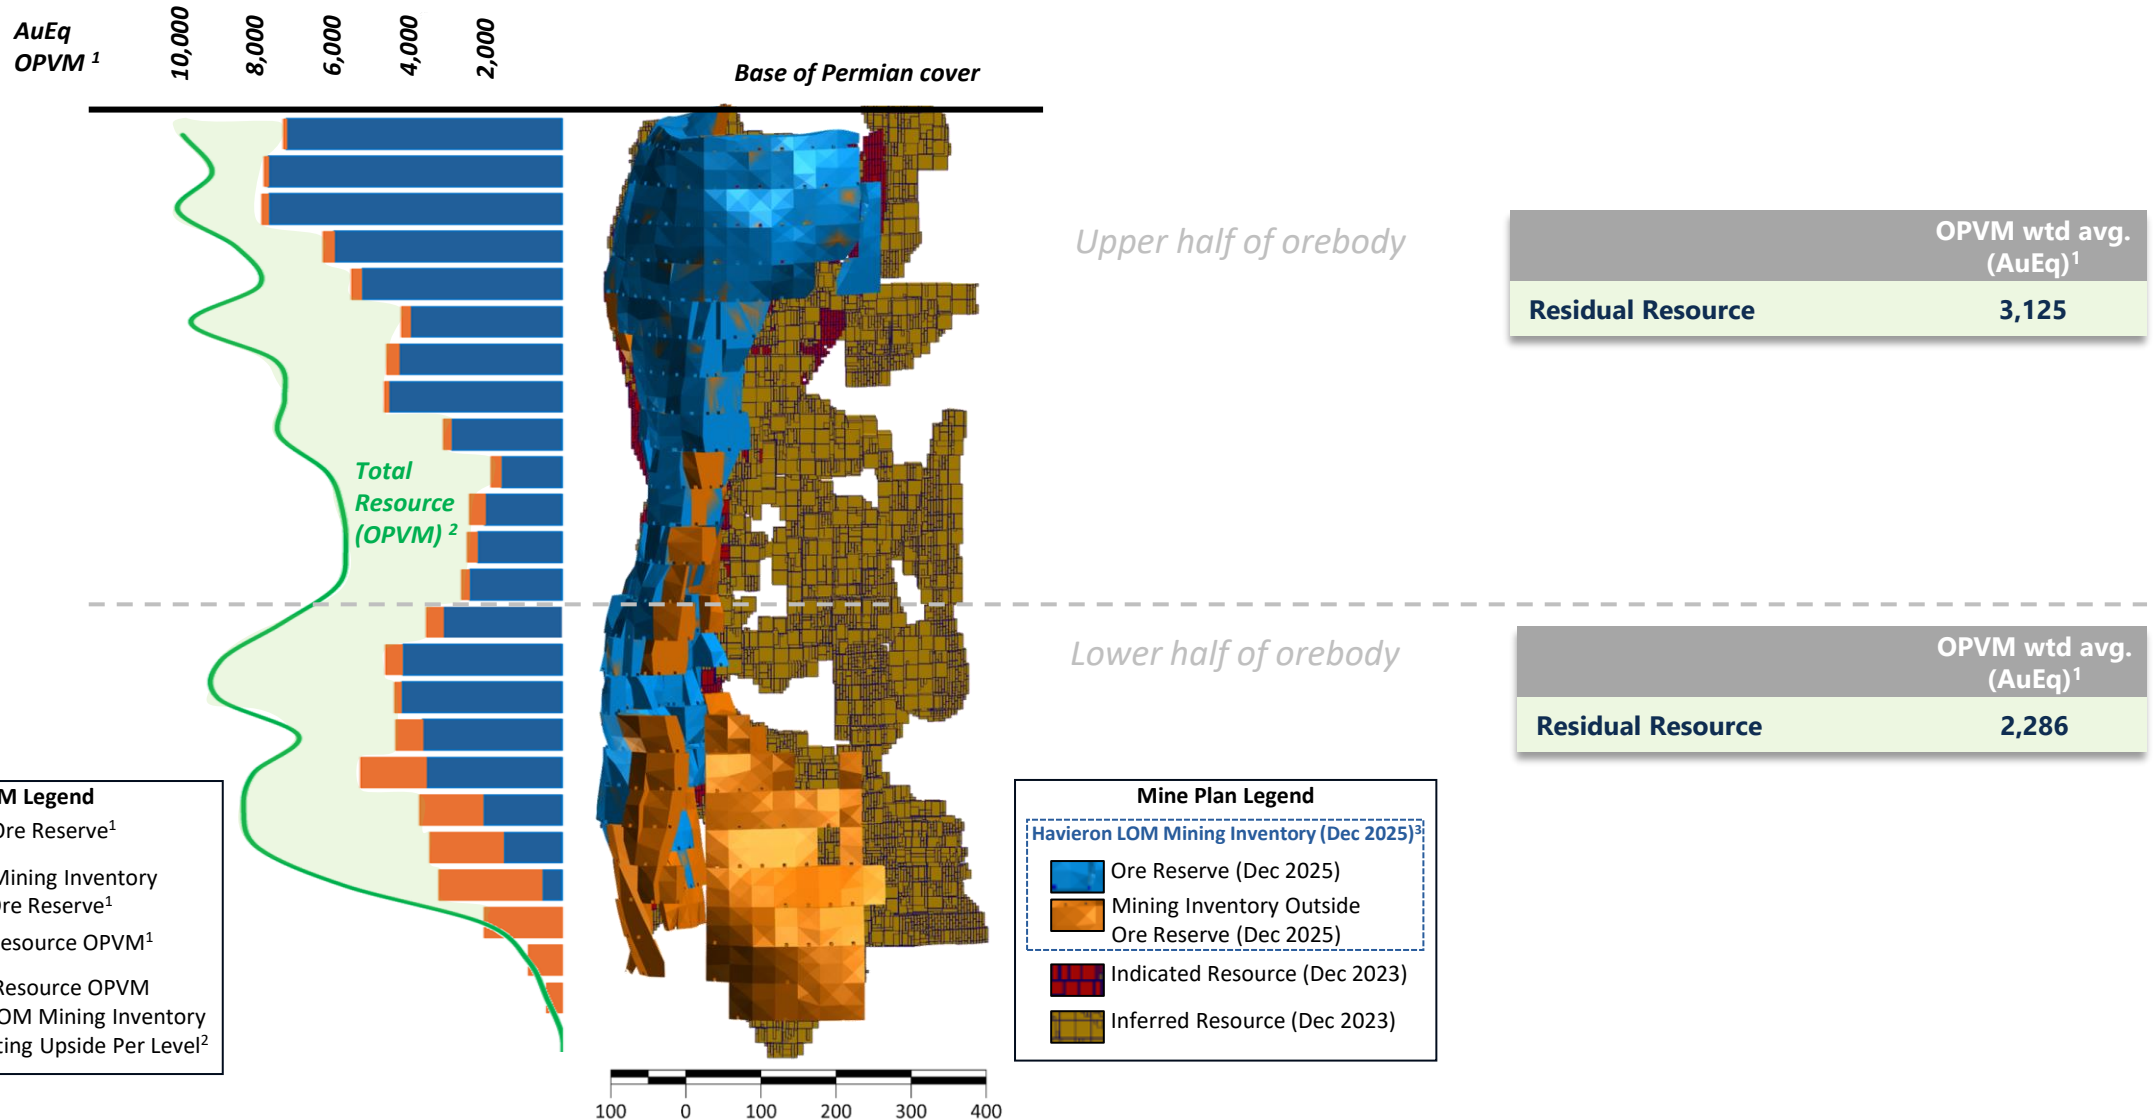 AuEq
OPVM 1
10,000
8,000
6,000
4,000
2,000
Base of Permian cover
Upper half of orebody
OPVM wtd avg.
(AuEq)1
Residual Resource 3,125
Total
Resource
(OPVM) 2
Lower half of orebody
OPVM wtd avg.
(AuEq)1
Residual Resource 2,286
M Legend
Ore Reserve1
Mining Inventory
Ore Reserve1
esource OPVM1
Resource OPVM
OM Mining Inventory
ting Upside Per Level2
Mine Plan Legend
Havieron LOM Mining Inventory (Dec 2025)3
Ore Reserve (Dec 2025)
Mining Inventory Outside
Ore Reserve (Dec 2025)
Indicated Resource (Dec 2023)
Inferred Resource (Dec 2023)
100 0 100 200 300 400